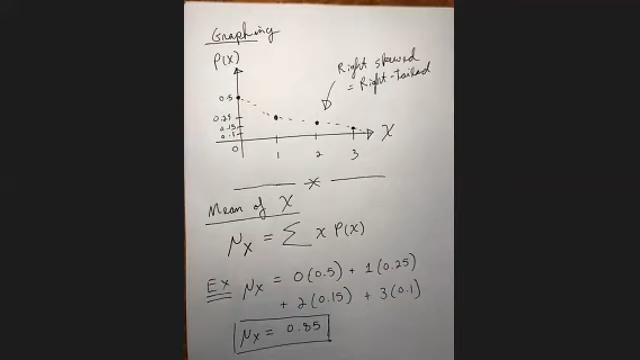 Graphing
P(X)
Right skewed
= Right-tailed
0.5
0.25
0.15
0.1
0 1 2 3 X
Mean of X
μx = Σ x P(X)
Ex μx = 0(0.5) + 1(0.25)
+ 2(0.15) + 3(0.1)
μx = 0.85